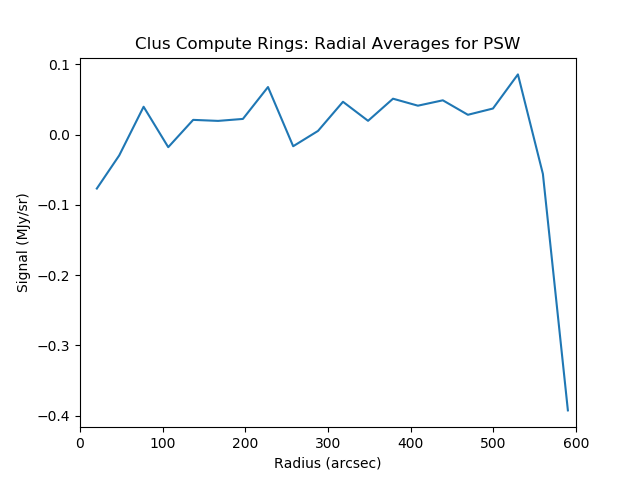 Clus Compute Rings: Radial Averages for PSW
0.1
0.0
−0.1
−0.2
−0.3
−0.4
Signal (MJy/sr)
0 100 200 300 400 500 600
Radius (arcsec)